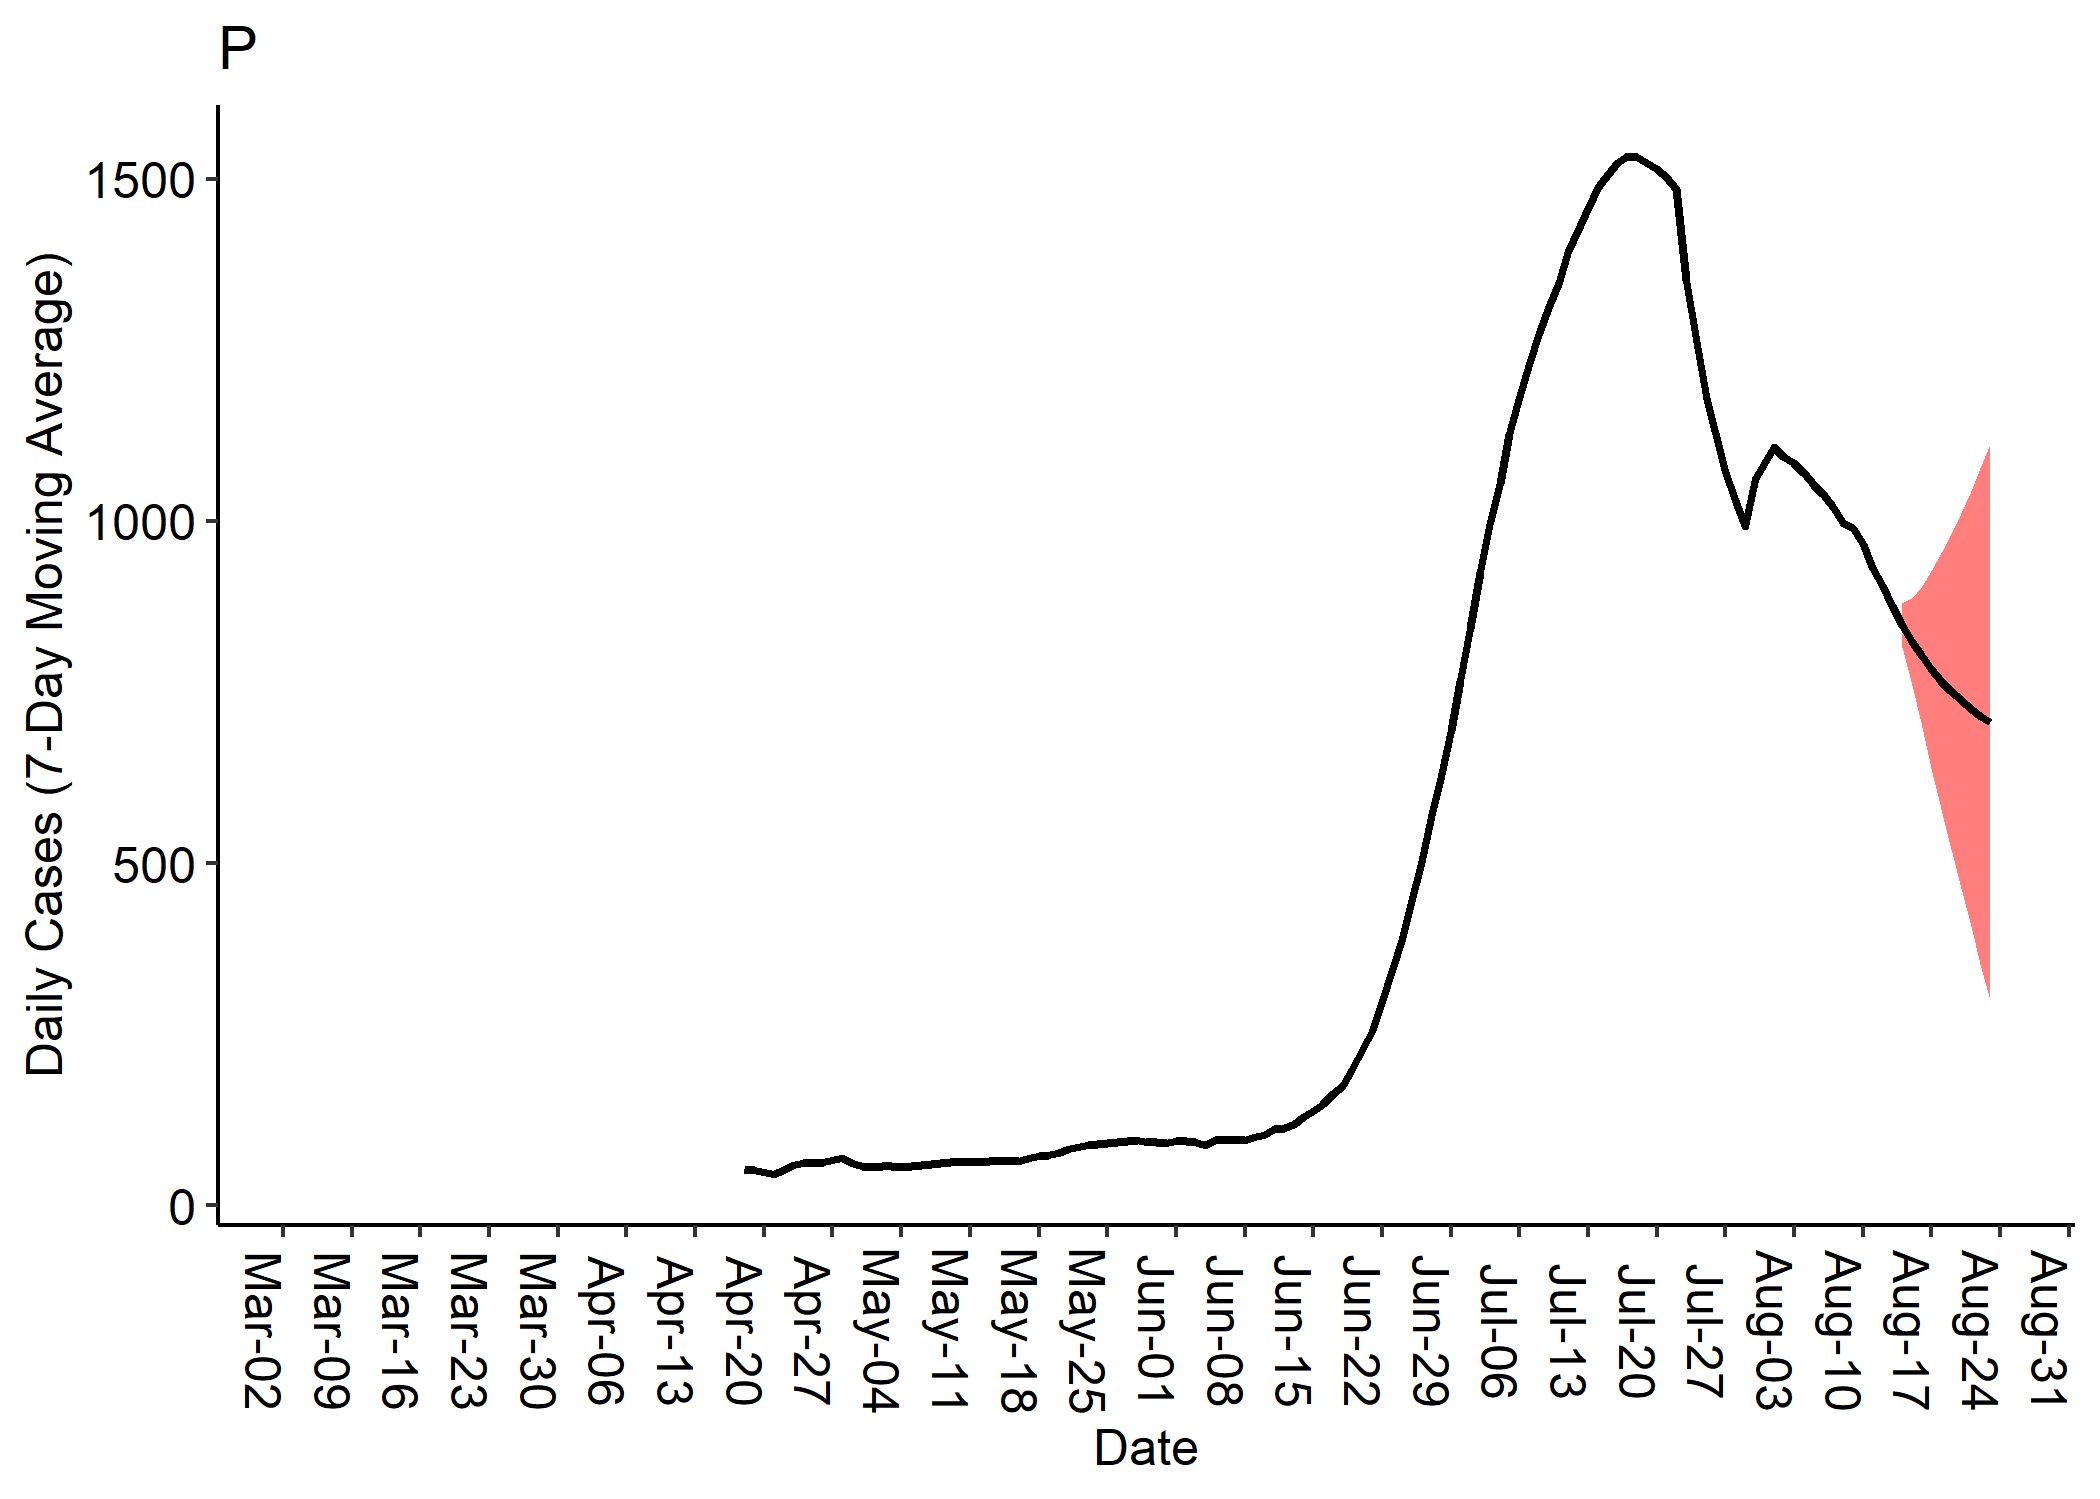 P
Daily Cases (7-Day Moving Average)
1500
1000
500
0
Mar-02
Mar-09
Mar-16
Mar-23
Mar-30
Apr-06
Apr-13
Apr-20
Apr-27
May-04
May-11
May-18
May-25
Jun-01
Jun-08
Jun-15
Jun-22
Jun-29
Jul-06
Jul-13
Jul-20
Jul-27
Aug-03
Aug-10
Aug-17
Aug-24
Aug-31
Date